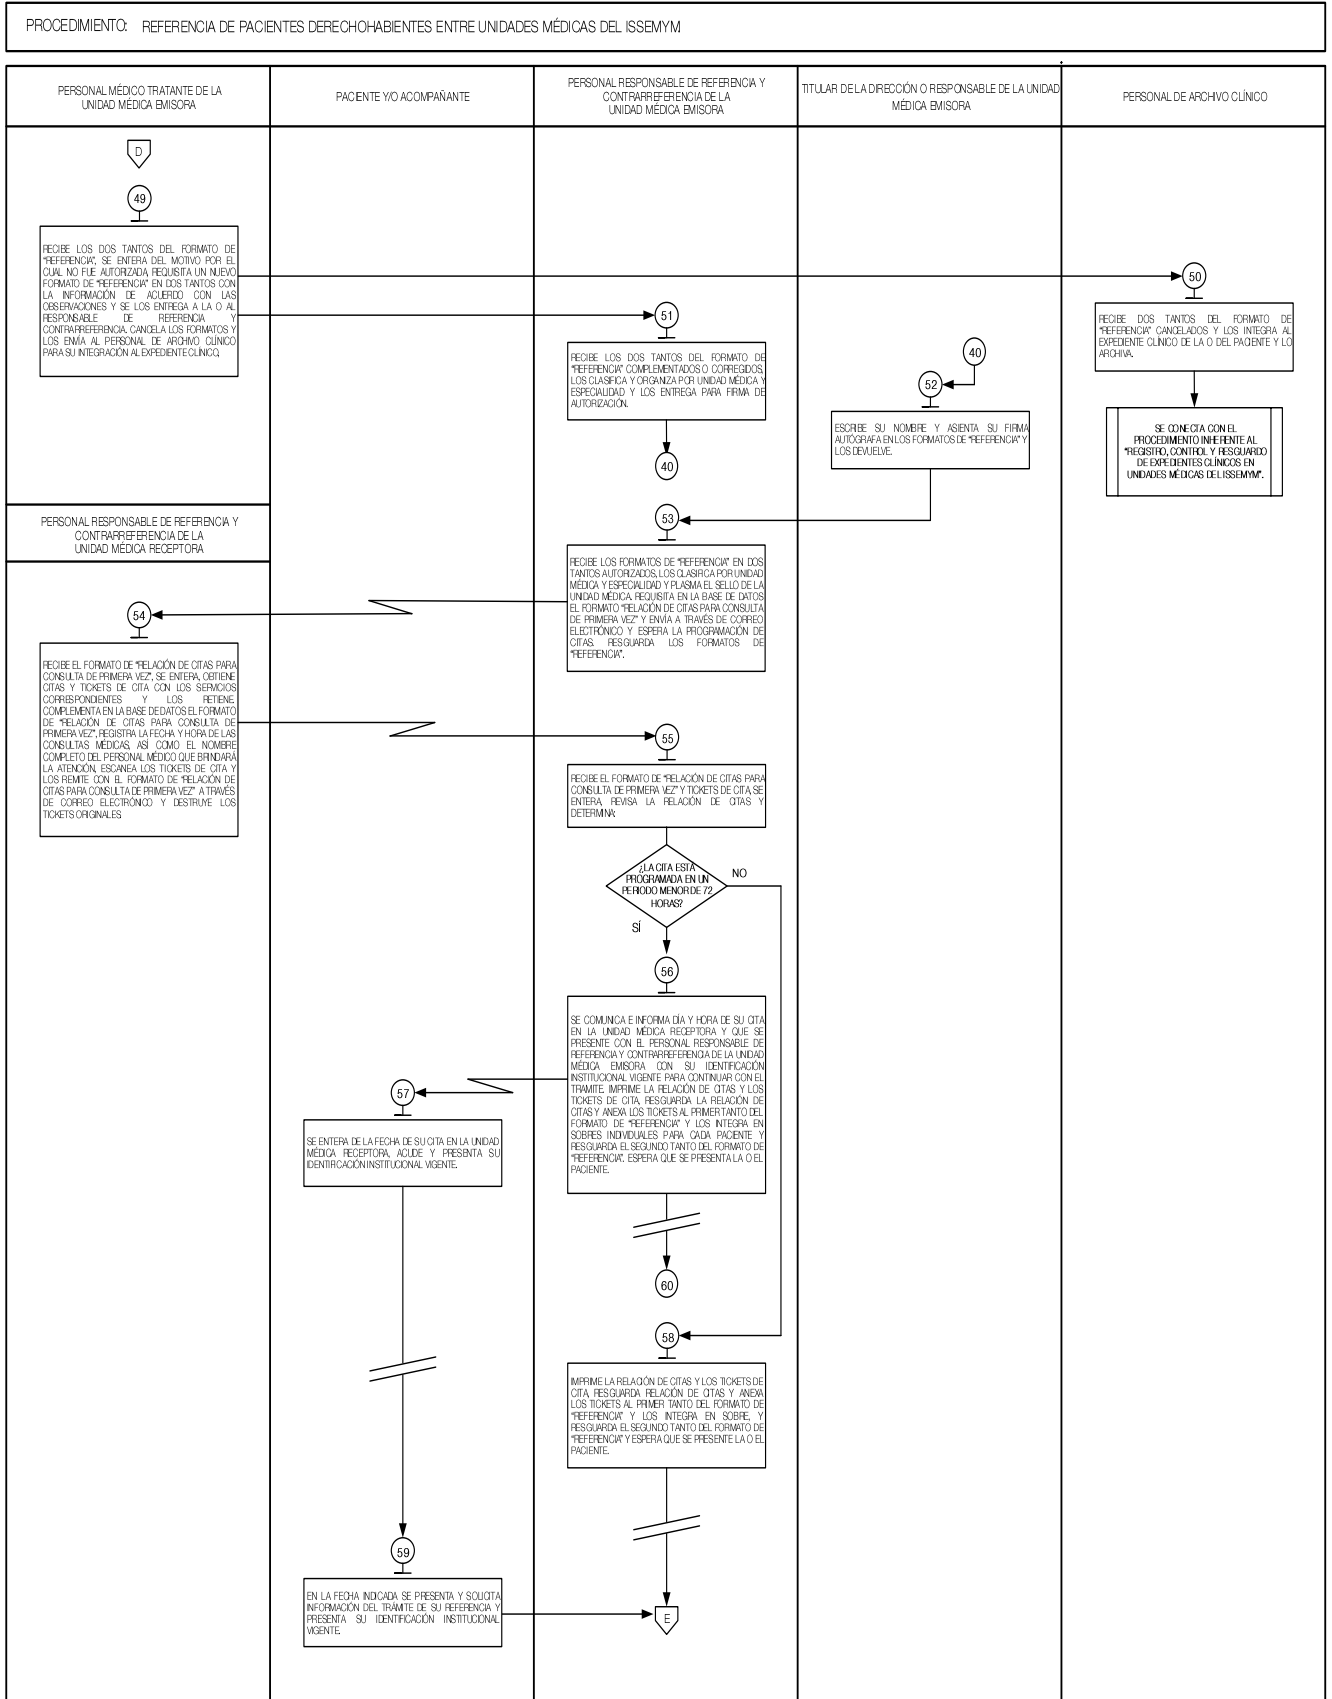 PROCEDIMIENTO: REFERENCIA DE PACIENTES DERECHOHABIENTES ENTRE UNIDADES MÉDICAS DEL ISSEMYM
PERSONAL MÉDICO TRATANTE DE LA
UNIDAD MÉDICA EMISORA
PACIENTE Y/O ACOMPAÑANTE
PERSONAL RESPONSABLE DE REFERENCIA Y
CONTRARREFERENCIA DE LA
UNIDAD MÉDICA EMISORA
TITULAR DE LA DIRECCIÓN O RESPONSABLE DE LA UNIDAD
MÉDICA EMISORA
PERSONAL DE ARCHIVO CLÍNICO
D
49
RECIBE LOS DOS TANTOS DEL FORMATO DE
"REFERENCIA", SE ENTERA DEL MOTIVO POR EL
CUAL NO FUE AUTORIZADA, REQUISITA UN NUEVO
FORMATO DE "REFERENCIA" EN DOS TANTOS CON
LA INFORMACIÓN DE ACUERDO CON LAS
OBSERVACIONES Y SE LOS ENTREGA A LA O AL
RESPONSABLE DE REFERENCIA Y
CONTRARREFERENCIA. CANCELA LOS FORMATOS Y
LOS ENVÍA AL PERSONAL DE ARCHIVO CLÍNICO
PARA SU INTEGRACIÓN AL EXPEDIENTE CLÍNICO,
50
RECIBE DOS TANTOS DEL FORMATO DE
"REFERENCIA" CANCELADOS Y LOS INTEGRA AL
EXPEDIENTE CLÍNICO DE LA O DEL PACIENTE Y LO
ARCHIVA.
SE CONECTA CON EL
PROCEDIMIENTO INHERENTE AL
"REGISTRO, CONTROL Y RESGUARDO
DE EXPEDIENTES CLÍNICOS EN
UNIDADES MÉDICAS DEL ISSEMYM".
51
RECIBE LOS DOS TANTOS DEL FORMATO DE
"REFERENCIA" COMPLEMENTADOS O CORREGIDOS,
LOS CLASIFICA Y ORGANIZA POR UNIDAD MÉDICA Y
ESPECIALIDAD Y LOS ENTREGA PARA FIRMA DE
AUTORIZACIÓN.
40
40
52
ESCRIBE SU NOMBRE Y ASIENTA SU FIRMA
AUTÓGRAFA EN LOS FORMATOS DE "REFERENCIA" Y
LOS DEVUELVE.
53
RECIBE LOS FORMATOS DE "REFERENCIA" EN DOS
TANTOS AUTORIZADOS, LOS CLASIFICA POR UNIDAD
MÉDICA Y ESPECIALIDAD Y PLASMA EL SELLO DE LA
UNIDAD MÉDICA. REQUISITA EN LA BASE DE DATOS
EL FORMATO "RELACIÓN DE CITAS PARA CONSULTA
DE PRIMERA VEZ" Y ENVÍA A TRAVÉS DE CORREO
ELECTRÓNICO Y ESPERA LA PROGRAMACIÓN DE
CITAS. RESGUARDA LOS FORMATOS DE
"REFERENCIA".
PERSONAL RESPONSABLE DE REFERENCIA Y
CONTRARREFERENCIA DE LA
UNIDAD MÉDICA RECEPTORA
54
RECIBE EL FORMATO DE "RELACIÓN DE CITAS PARA
CONSULTA DE PRIMERA VEZ", SE ENTERA, OBTIENE
CITAS Y TICKETS DE CITA CON LOS SERVICIOS
CORRESPONDIENTES Y LOS RETIENE.
COMPLEMENTA EN LA BASE DE DATOS EL FORMATO
DE "RELACIÓN DE CITAS PARA CONSULTA DE
PRIMERA VEZ", REGISTRA LA FECHA Y HORA DE LAS
CONSULTAS MÉDICAS, ASÍ COMO EL NOMBRE
COMPLETO DEL PERSONAL MÉDICO QUE BRINDARÁ
LA ATENCIÓN, ESCANEA LOS TICKETS DE CITA Y
LOS REMITE CON EL FORMATO DE "RELACIÓN DE
CITAS PARA CONSULTA DE PRIMERA VEZ" A TRAVÉS
DE CORREO ELECTRÓNICO Y DESTRUYE LOS
TICKETS ORIGINALES.
55
RECIBE EL FORMATO DE "RELACIÓN DE CITAS PARA
CONSULTA DE PRIMERA VEZ" Y TICKETS DE CITA, SE
ENTERA, REVISA LA RELACIÓN DE CITAS Y
DETERMINA:
¿LA CITA ESTÁ
PROGRAMADA EN UN
PERIODO MENOR DE 72
HORAS?
NO
SÍ
56
SE COMUNICA E INFORMA DÍA Y HORA DE SU CITA
EN LA UNIDAD MÉDICA RECEPTORA Y QUE SE
PRESENTE CON EL PERSONAL RESPONSABLE DE
REFERENCIA Y CONTRARREFERENCIA DE LA UNIDAD
MÉDICA EMISORA CON SU IDENTIFICACIÓN
INSTITUCIONAL VIGENTE PARA CONTINUAR CON EL
TRAMITE. IMPRIME LA RELACIÓN DE CITAS Y LOS
TICKETS DE CITA, RESGUARDA LA RELACIÓN DE
CITAS Y ANEXA LOS TICKETS AL PRIMER TANTO DEL
FORMATO DE "REFERENCIA" Y LOS INTEGRA EN
SOBRES INDIVIDUALES PARA CADA PACIENTE Y
RESGUARDA EL SEGUNDO TANTO DEL FORMATO DE
"REFERENCIA". ESPERA QUE SE PRESENTA LA O EL
PACIENTE.
57
SE ENTERA DE LA FECHA DE SU CITA EN LA UNIDAD
MÉDICA RECEPTORA, ACUDE Y PRESENTA SU
IDENTIFICACIÓN INSTITUCIONAL VIGENTE.
60
58
IMPRIME LA RELACIÓN DE CITAS Y LOS TICKETS DE
CITA, RESGUARDA RELACIÓN DE CITAS Y ANEXA
LOS TICKETS AL PRIMER TANTO DEL FORMATO DE
"REFERENCIA" Y LOS INTEGRA EN SOBRE, Y
RESGUARDA EL SEGUNDO TANTO DEL FORMATO DE
"REFERENCIA" Y ESPERA QUE SE PRESENTE LA O EL
PACIENTE.
59
EN LA FECHA INDICADA SE PRESENTA Y SOLICITA
INFORMACIÓN DEL TRÁMITE DE SU REFERENCIA Y
PRESENTA SU IDENTIFICACIÓN INSTITUCIONAL
VIGENTE.
E